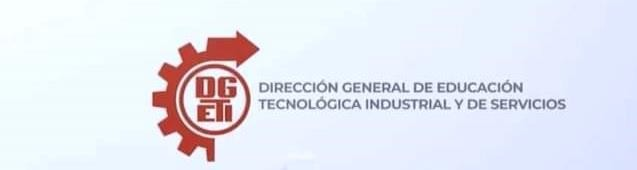 DG
ETI
DIRECCIÓN GENERAL DE EDUCACIÓN
TECNOLÓGICA INDUSTRIAL Y DE SERVICIOS